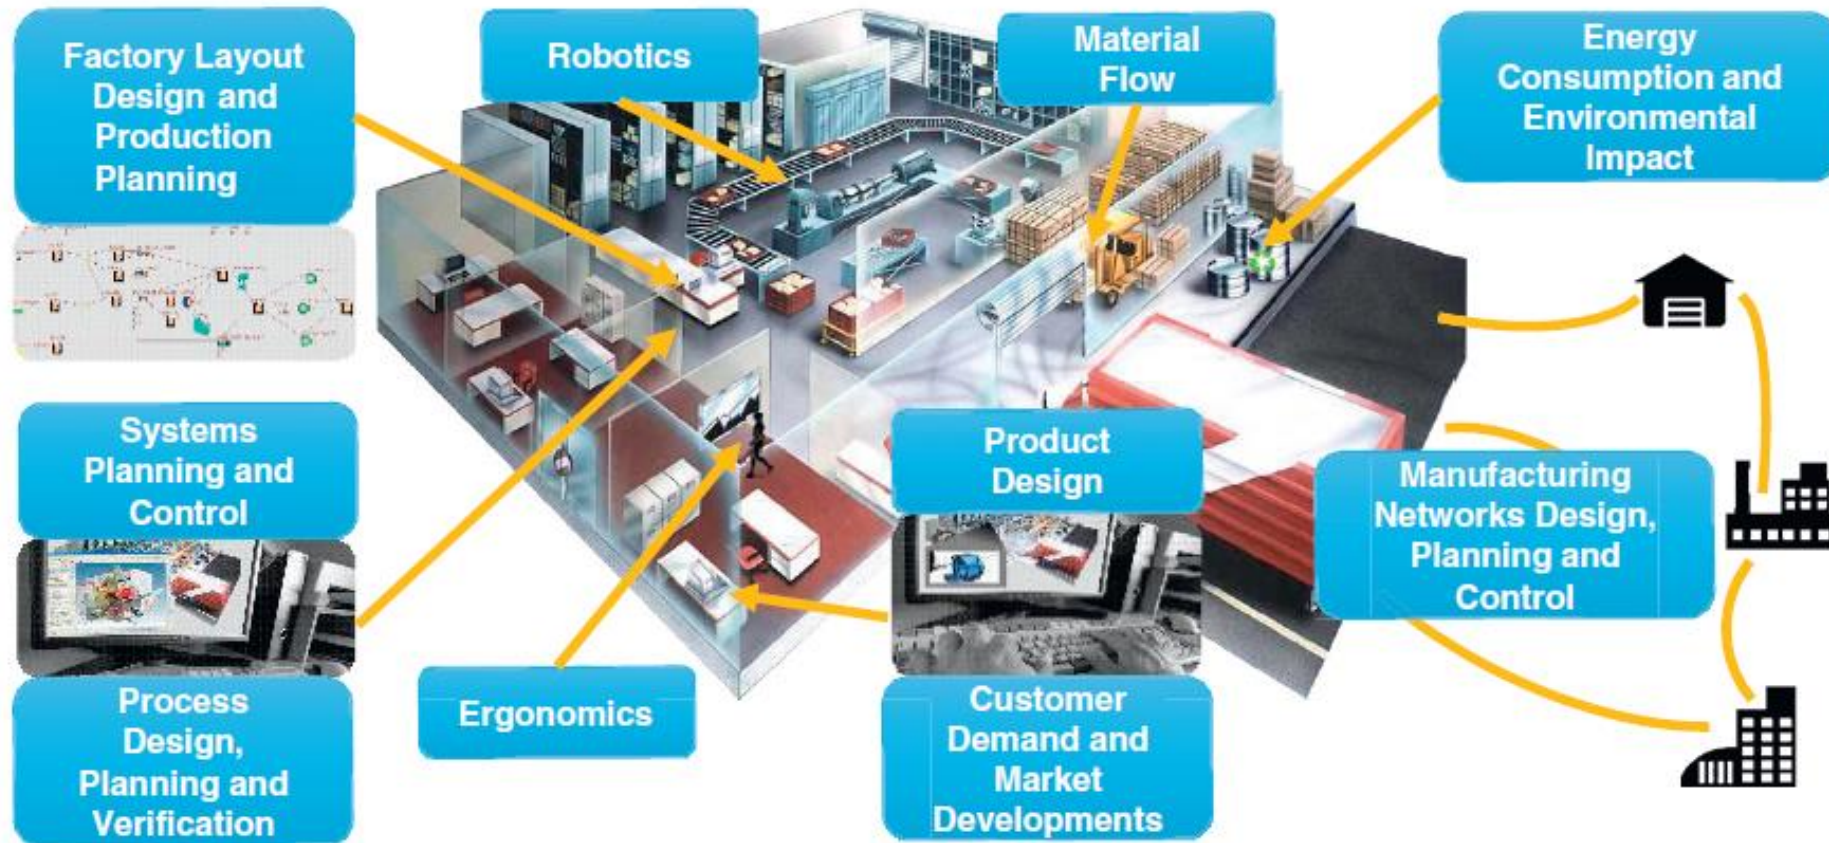 Factory Layout
Design and
Production
Planning
Robotics
Material
Flow
Energy
Consumption and
Environmental
Impact
Systems
Planning and
Control
Product
Design
Manufacturing
Networks Design,
Planning and
Control
Process
Design,
Planning and
Verification
Ergonomics
Customer
Demand and
Market
Developments